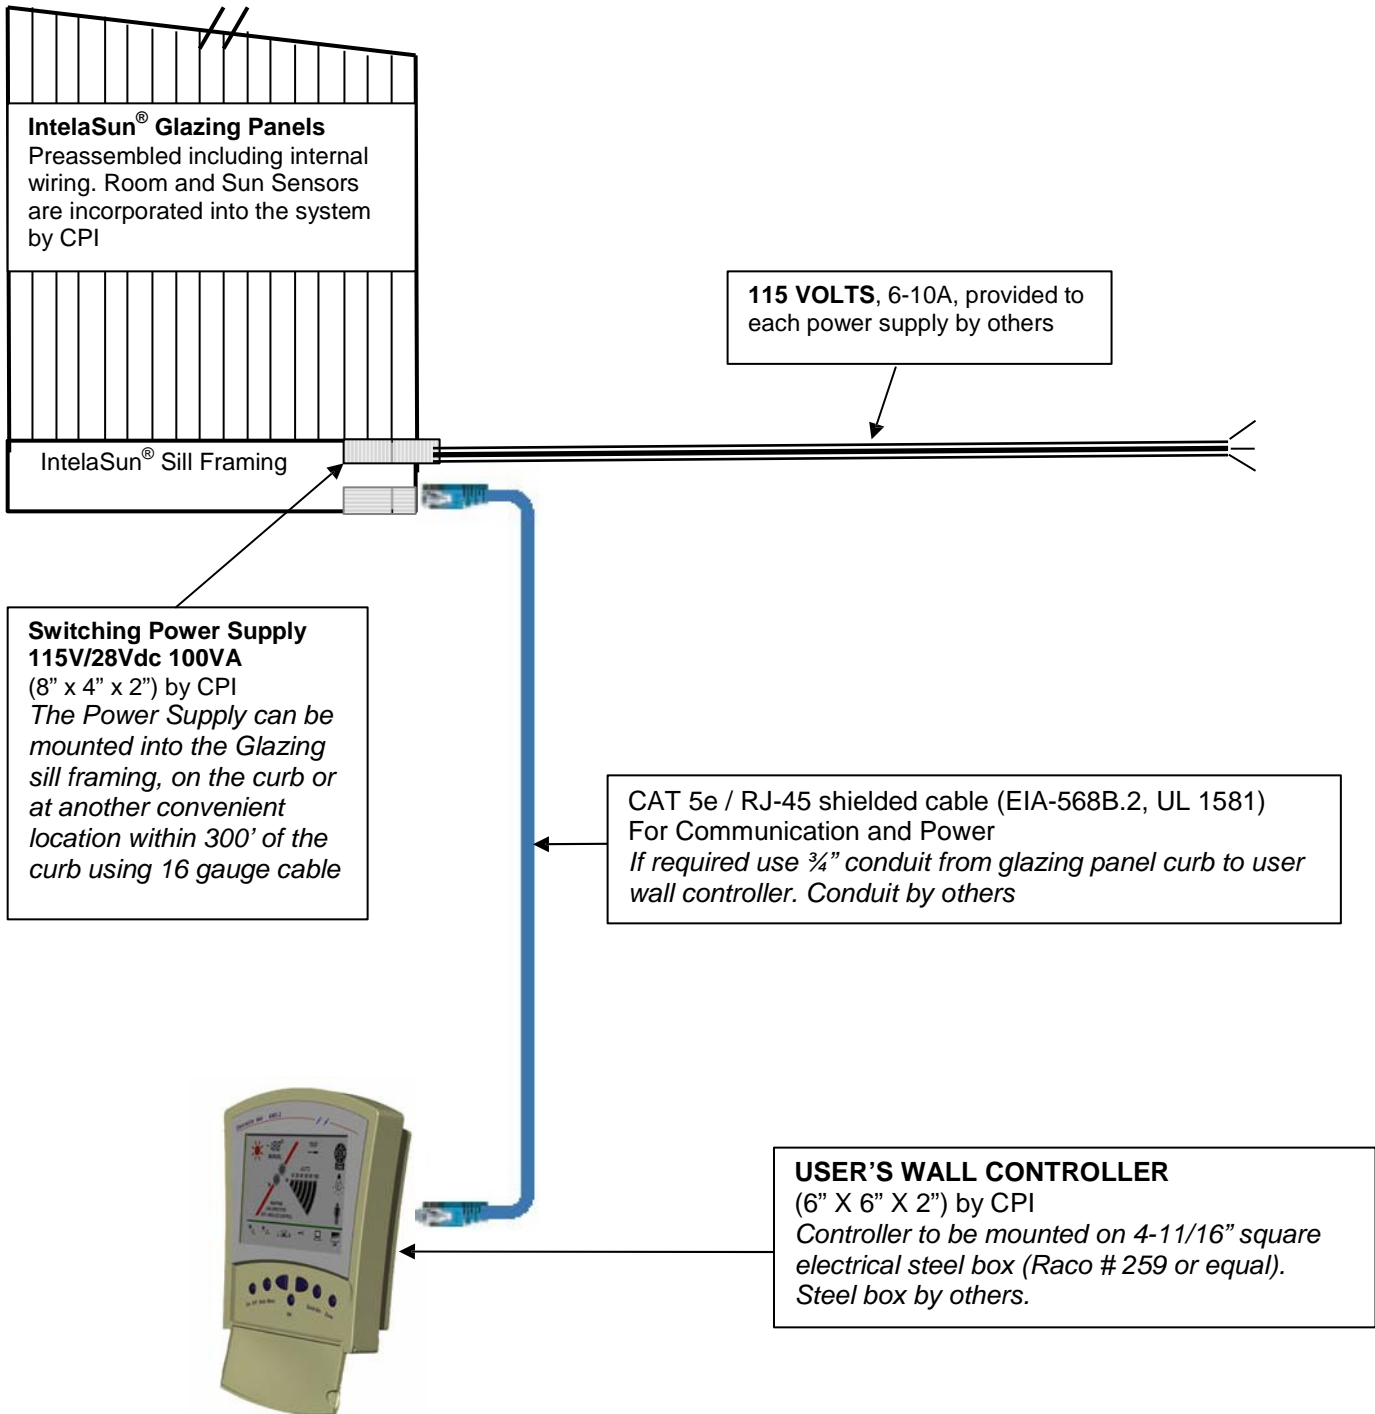 IntelaSun® Glazing Panels
Preassembled including internal
wiring. Room and Sun Sensors
are incorporated into the system
by CPI
115 VOLTS, 6-10A, provided to
each power supply by others
IntelaSun® Sill Framing
Switching Power Supply
115V/28Vdc 100VA
(8” x 4” x 2”) by CPI
The Power Supply can be
mounted into the Glazing
sill framing, on the curb or
at another convenient
location within 300’ of the
curb using 16 gauge cable
CAT 5e / RJ-45 shielded cable (EIA-568B.2, UL 1581)
For Communication and Power
If required use ¾” conduit from glazing panel curb to user
wall controller. Conduit by others
USER’S WALL CONTROLLER
(6” X 6” X 2”) by CPI
Controller to be mounted on 4-11/16” square
electrical steel box (Raco # 259 or equal).
Steel box by others.